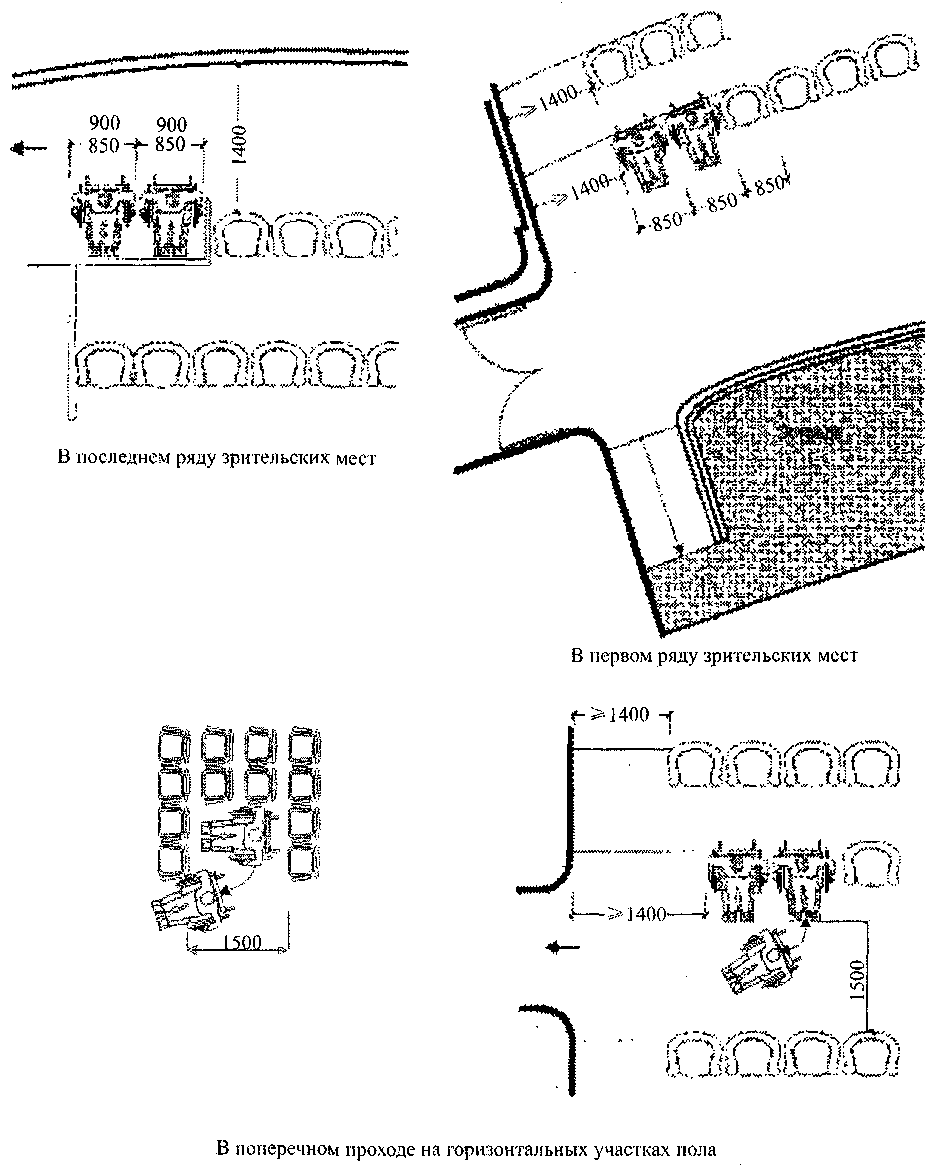 900 900
850 850
1400
В последнем ряду зрительских мест
≥1400
≥1400
850 850 850
В первом ряду зрительских мест
1500
≥1400
≥1400
1500
В поперечном проходе на горизонтальных участках пола